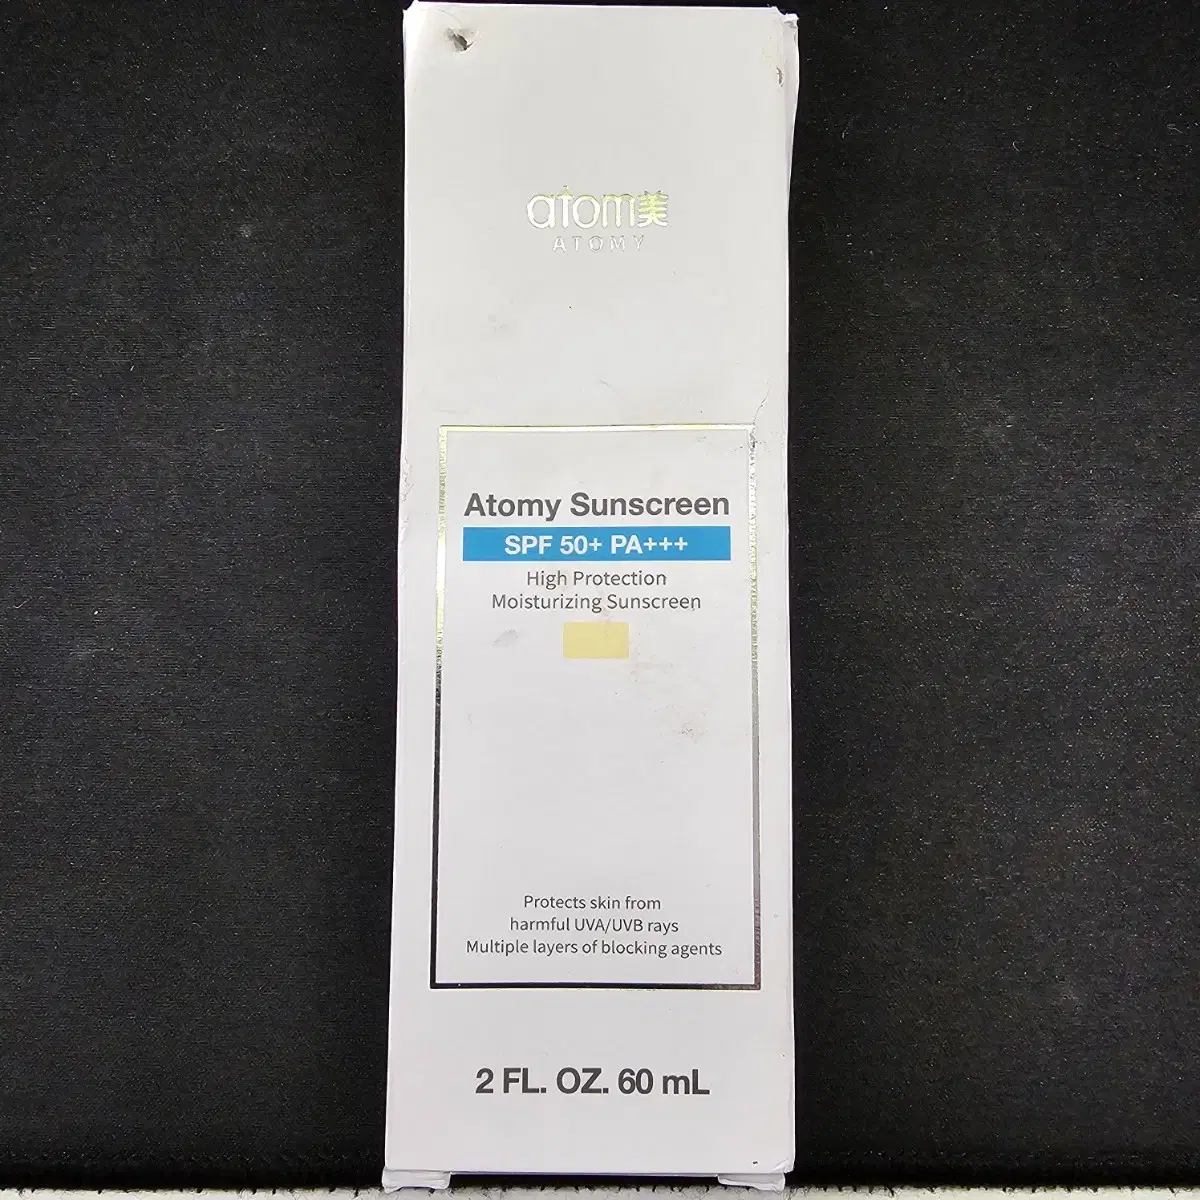 atom美
ATOMY
Atomy Sunscreen
SPF 50+ PA+++
High Protection
Moisturizing Sunscreen
Protects skin from
harmful UVA/UVB rays
Multiple layers of blocking agents
2 FL. OZ. 60 mL